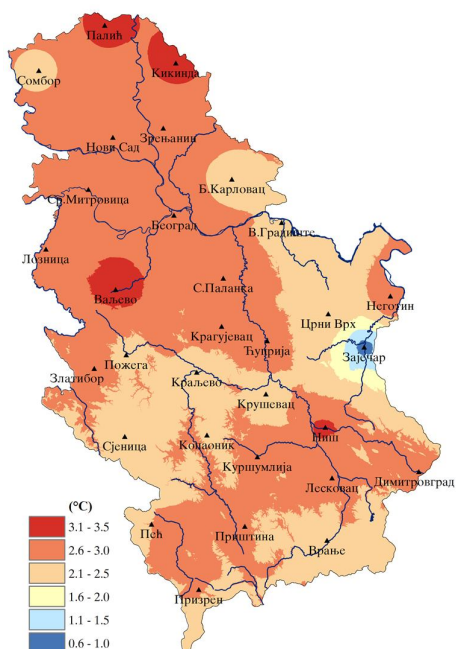 Палић
Кикинда
Сомбор
Зрењанин
Нови Сад
Б.Карловац
Ср.Митровица
Београд
В.Градиште
Лозница
С.Паланка
Ваљево
Неготин
Црни Врх
Крагујевац
Ћуприја
Зајечар
Пожега
Златибор
Краљево
Крушевац
Ниш
Сјеница
Копаоник
Куршумлија
Димитровград
Лесковац
Пећ
Приштина
Врање
Призрен
(°C)
3.1 - 3.5
2.6 - 3.0
2.1 - 2.5
1.6 - 2.0
1.1 - 1.5
0.6 - 1.0